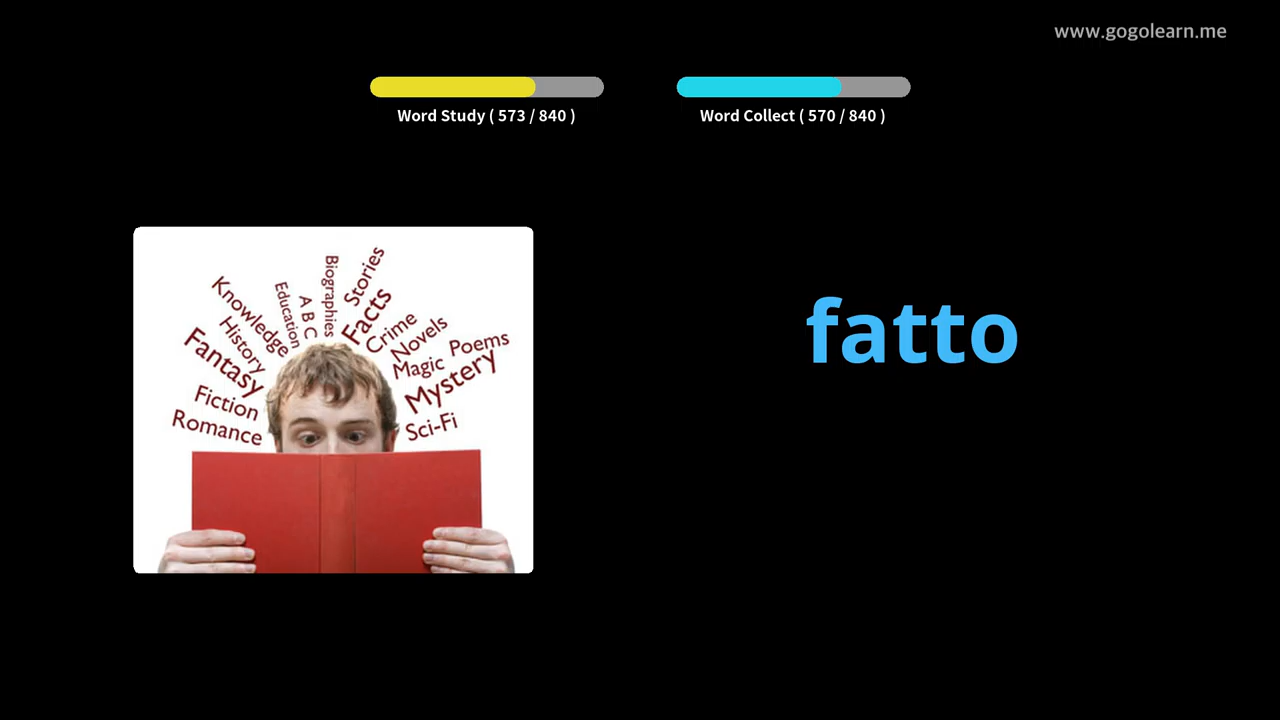 www.gogolearn.me
Word Study ( 573 / 840 )
Word Collect ( 570 / 840 )
Biographies
Stories
Facts
A B C
Education
Knowledge
History
Fantasy
Fiction
Romance
Crime
Novels
Poems
Magic
Mystery
Sci-Fi
fatto